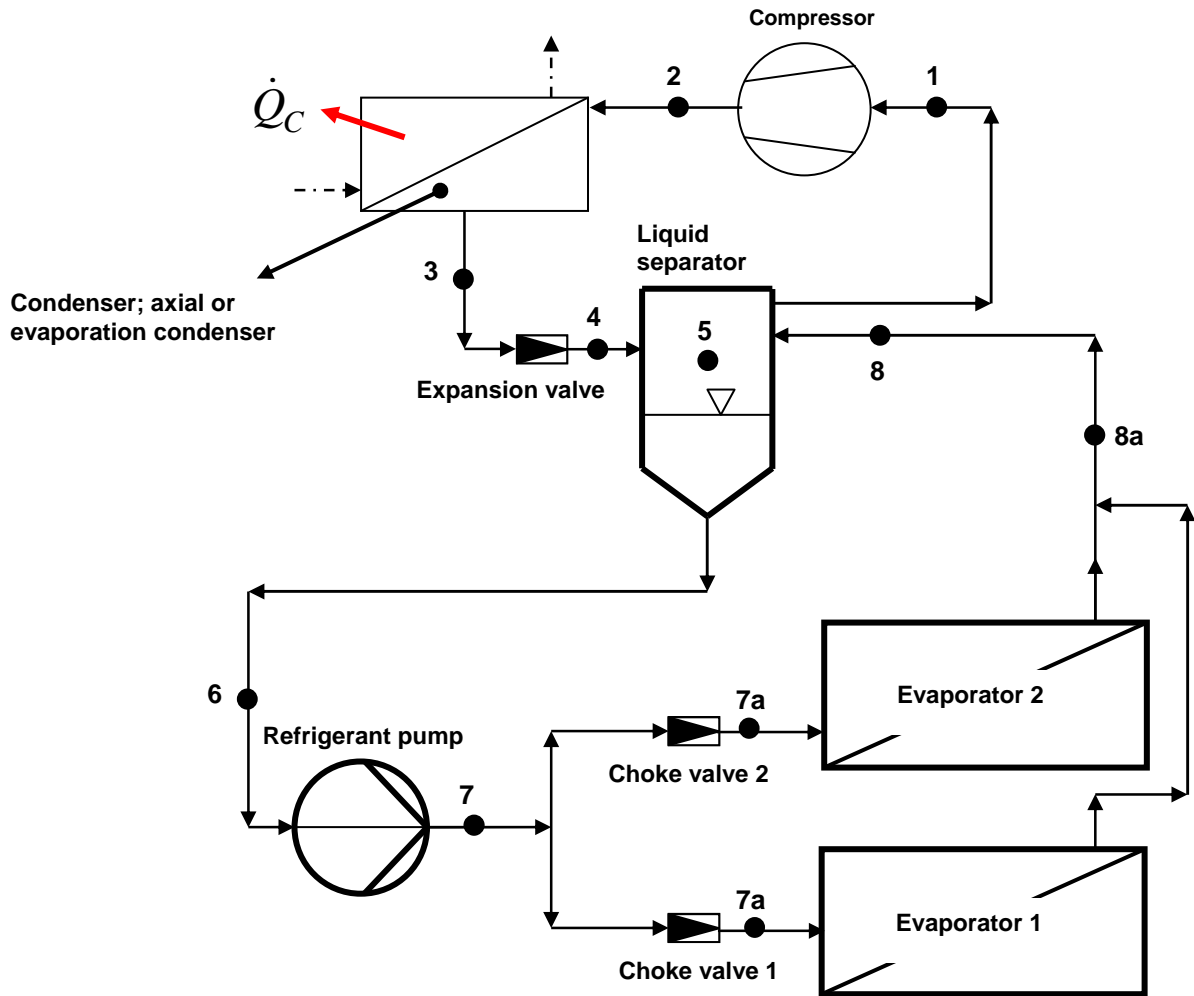 Compressor
2
1
Q̇C
Liquid
separator
3
Condenser; axial or
evaporation condenser
4
5
8
Expansion valve
8a
6
7a
Evaporator 2
Refrigerant pump
Choke valve 2
7
7a
Evaporator 1
Choke valve 1